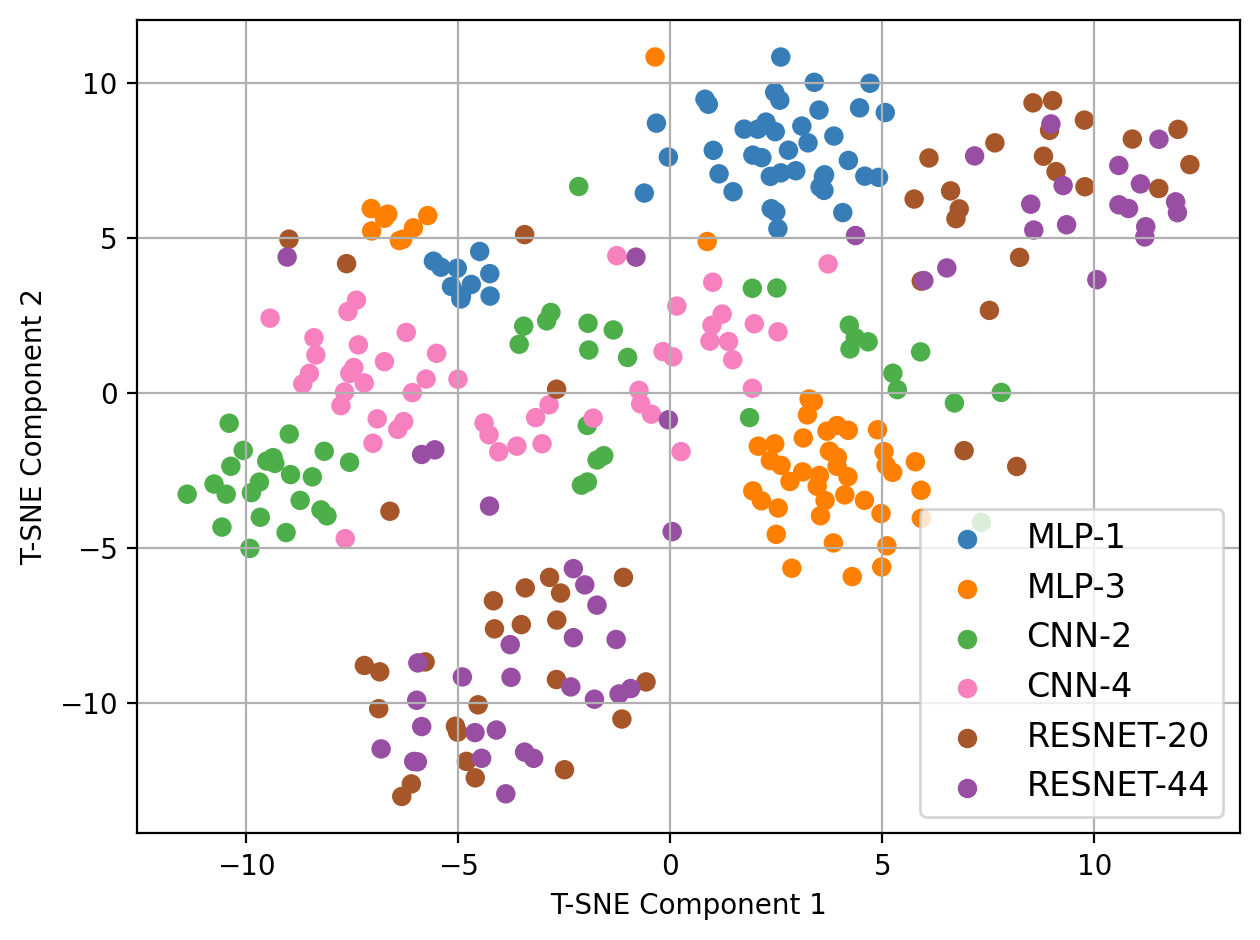 10
5
0
−5
−10
−10
−5
0
5
10
T-SNE Component 1
T-SNE Component 2
MLP-1
MLP-3
CNN-2
CNN-4
RESNET-20
RESNET-44